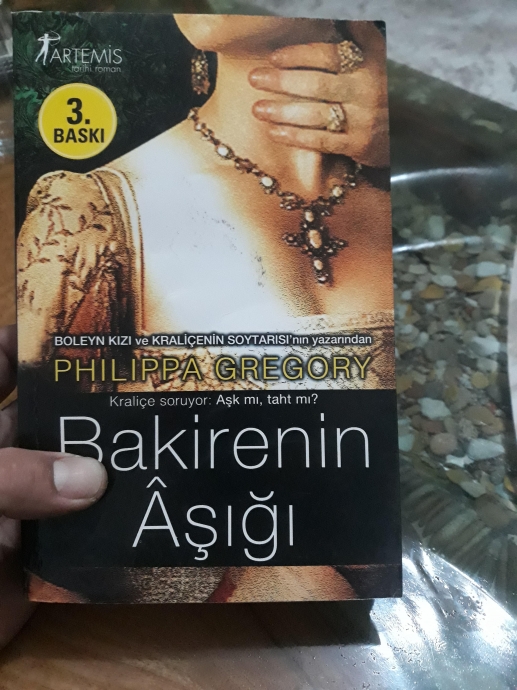 ARTEMİS
tarihi roman
3.
BASKI
BOLEYN KIZI ve KRALİÇENİN SOYTARISI'nın yazarından
PHILIPPA GREGORY
Kraliçe soruyor: Aşk mı, taht mı?
Bakirenin
Âşığı